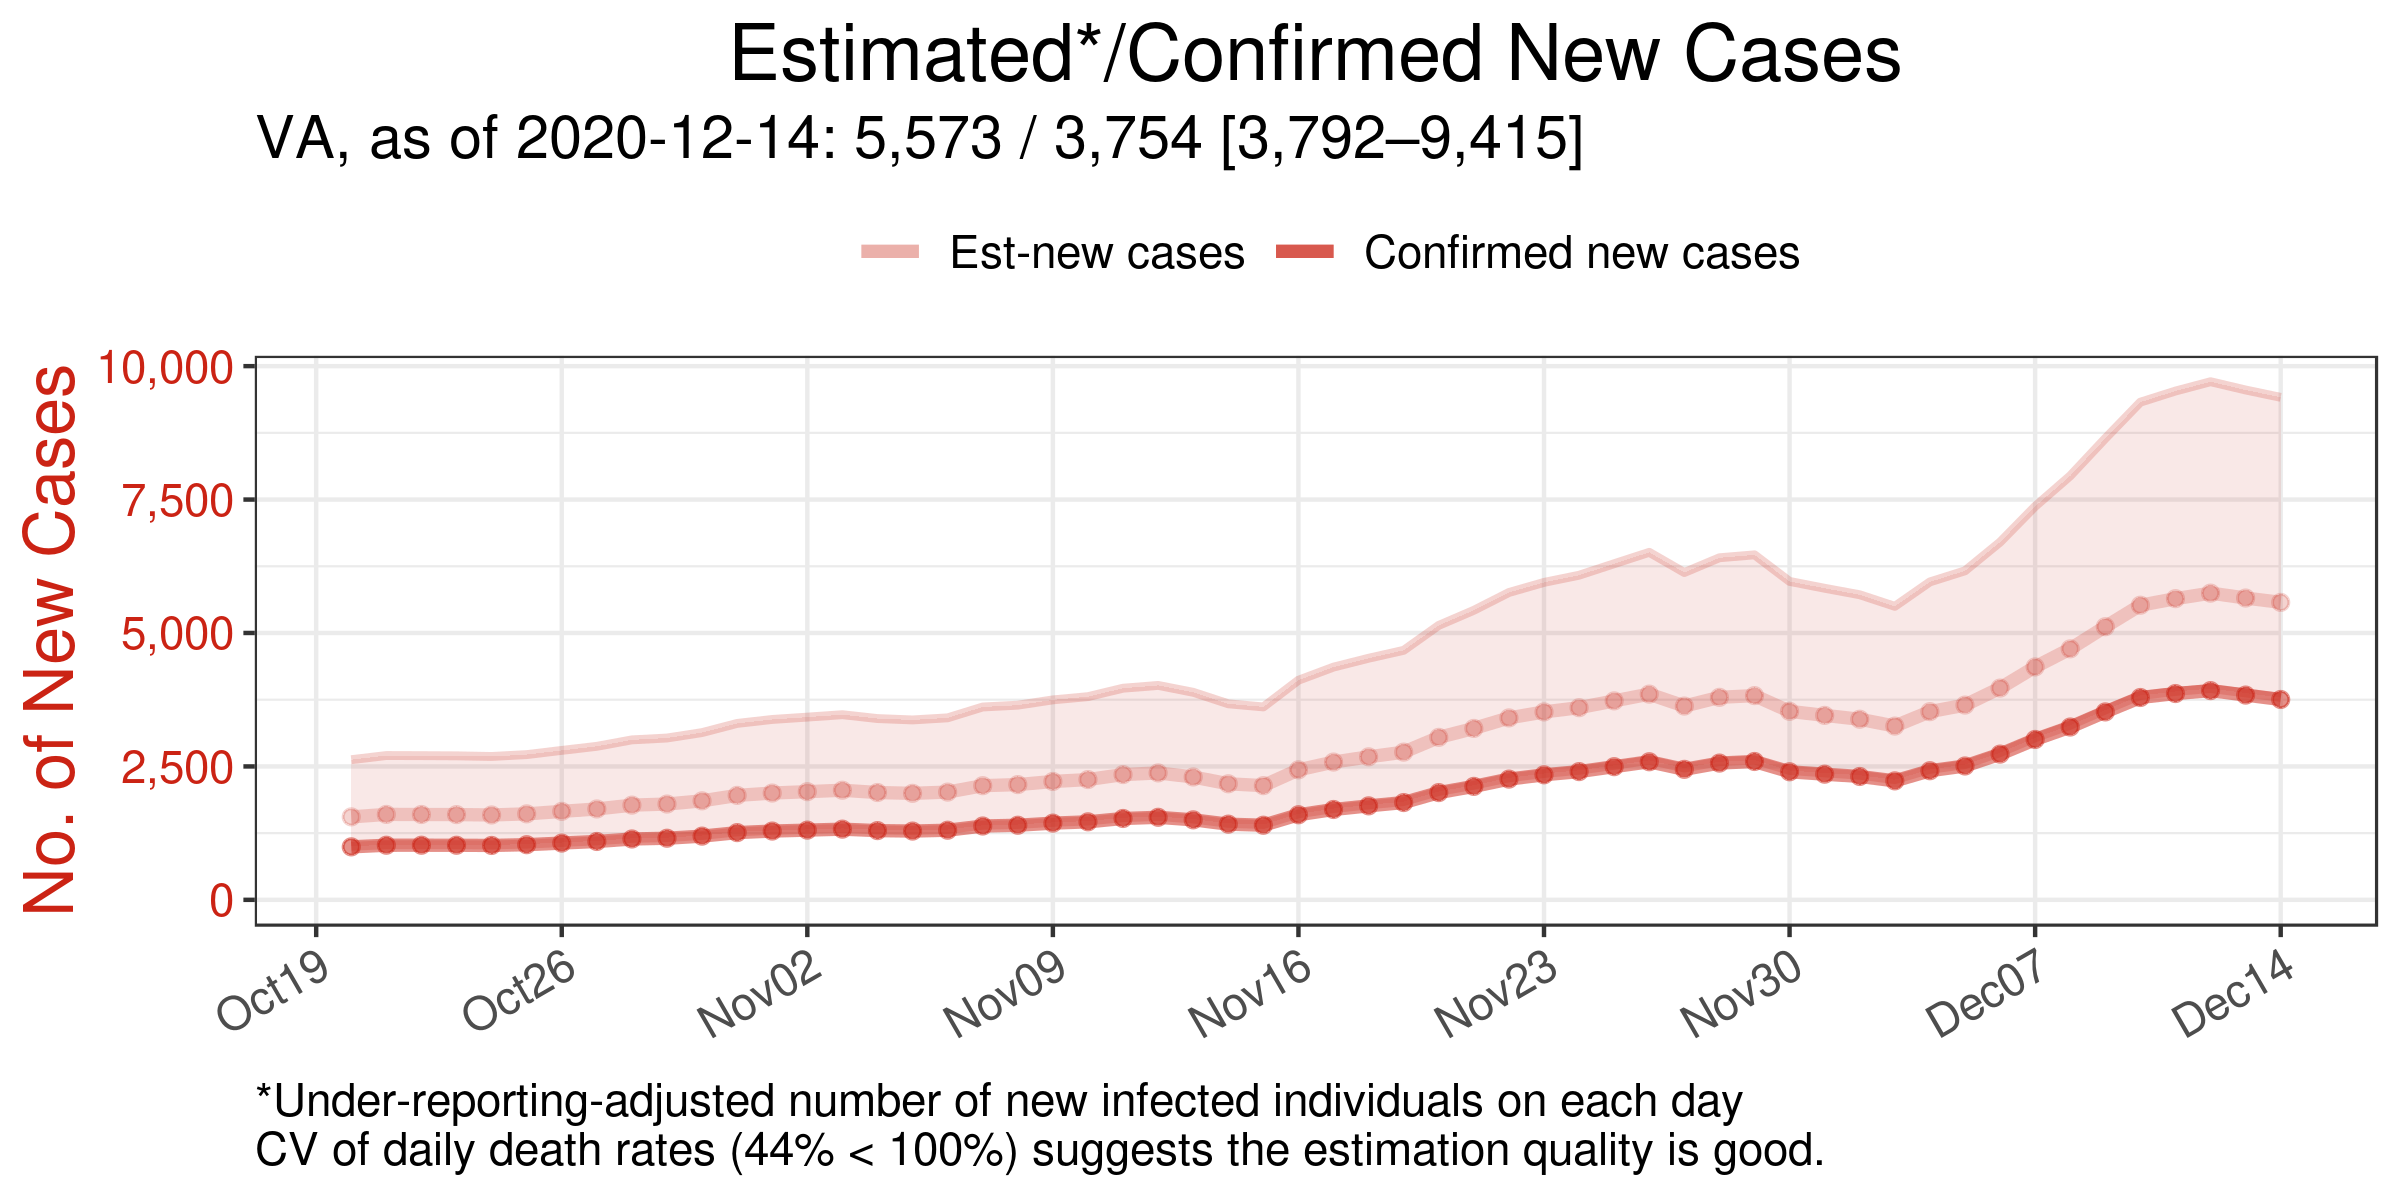 Estimated*/Confirmed New Cases
VA, as of 2020-12-14: 5,573 / 3,754 [3,792–9,415]
Est-new cases Confirmed new cases
No. of New Cases
10,000
7,500
5,000
2,500
0
Oct19 Oct26 Nov02 Nov09 Nov16 Nov23 Nov30 Dec07 Dec14
*Under-reporting-adjusted number of new infected individuals on each day
CV of daily death rates (44% < 100%) suggests the estimation quality is good.